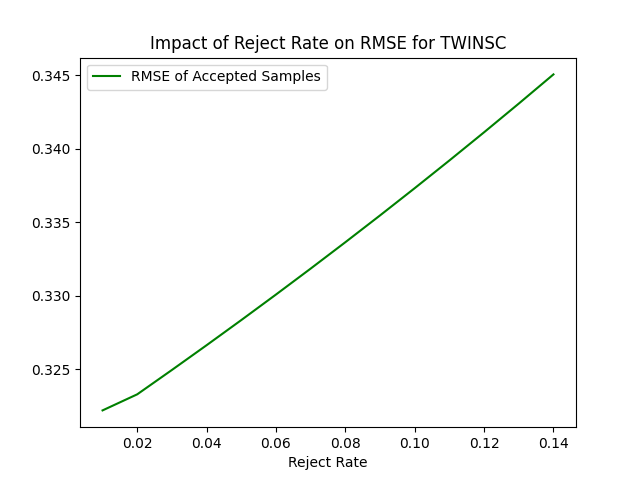 Impact of Reject Rate on RMSE for TWINSC
RMSE of Accepted Samples
0.345
0.340
0.335
0.330
0.325
0.02 0.04 0.06 0.08 0.10 0.12 0.14
Reject Rate